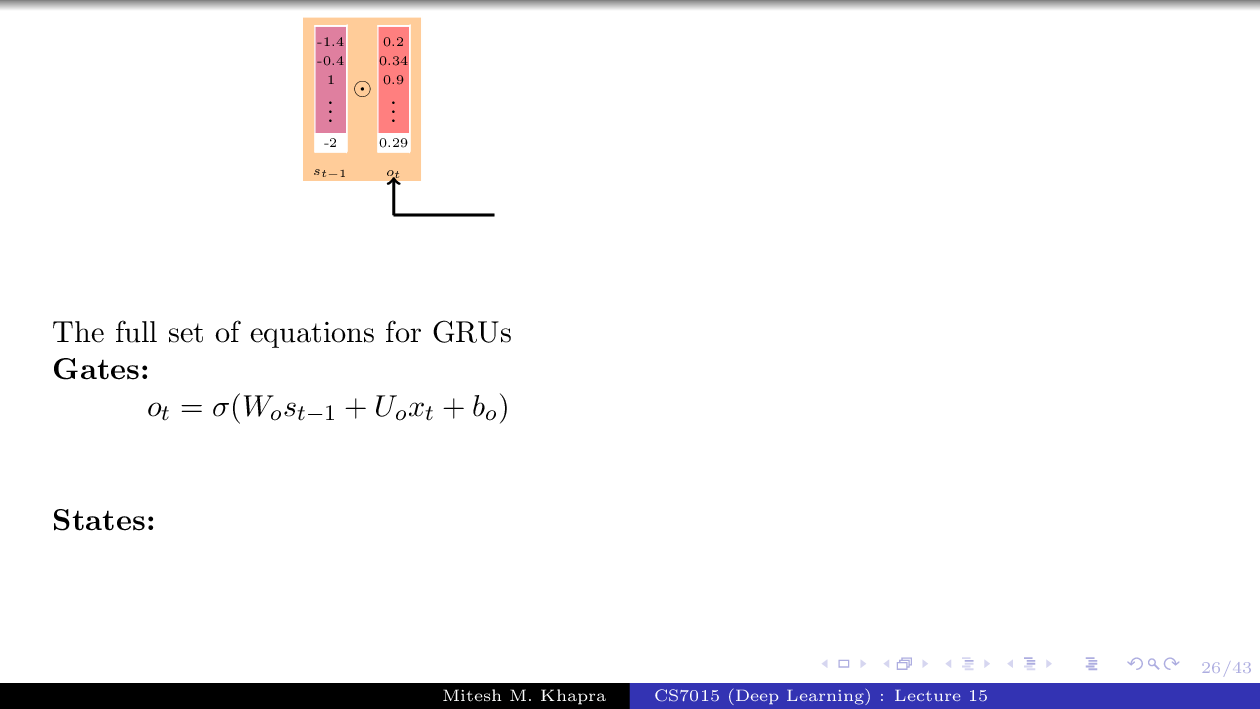 -1.4 0.2
-0.4 0.34
1 ⊙ 0.9
⋮ ⋮
-2 0.29
s_{t−1} o_t
The full set of equations for GRUs
Gates:
o_t = σ(W_o s_{t−1} + U_o x_t + b_o)
States:
26/43
Mitesh M. Khapra CS7015 (Deep Learning) : Lecture 15